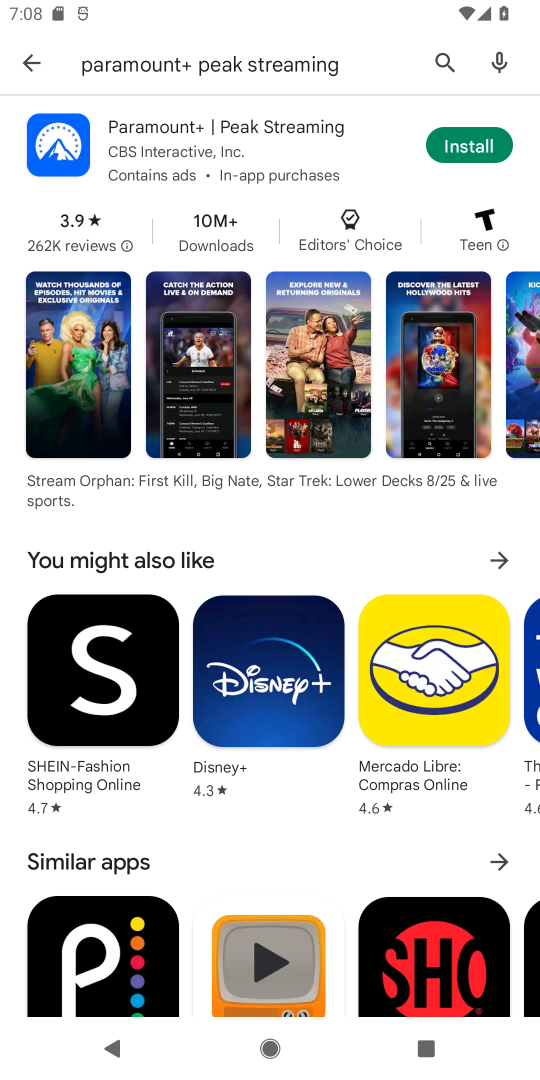 7:08
paramount+ peak streaming
Paramount+ | Peak Streaming
CBS Interactive, Inc.
Contains ads • In-app purchases
Install
3.9★
262K reviews
10M+
Downloads
Editors' Choice
T
Teen
WATCH THOUSANDS OF
EPISODES, HIT MOVIES &
EXCLUSIVE ORIGINALS
CATCH THE ACTION
LIVE & ON DEMAND
EXPLORE NEW &
RETURNING ORIGINALS
DISCOVER THE LATEST
HOLLYWOOD HITS
Stream Orphan: First Kill, Big Nate, Star Trek: Lower Decks 8/25 & live
sports.
You might also like
S
Disney+
SHEIN-Fashion
Shopping Online
4.7★
Disney+
4.3★
Mercado Libre:
Compras Online
4.6★
Similar apps
P
SHO